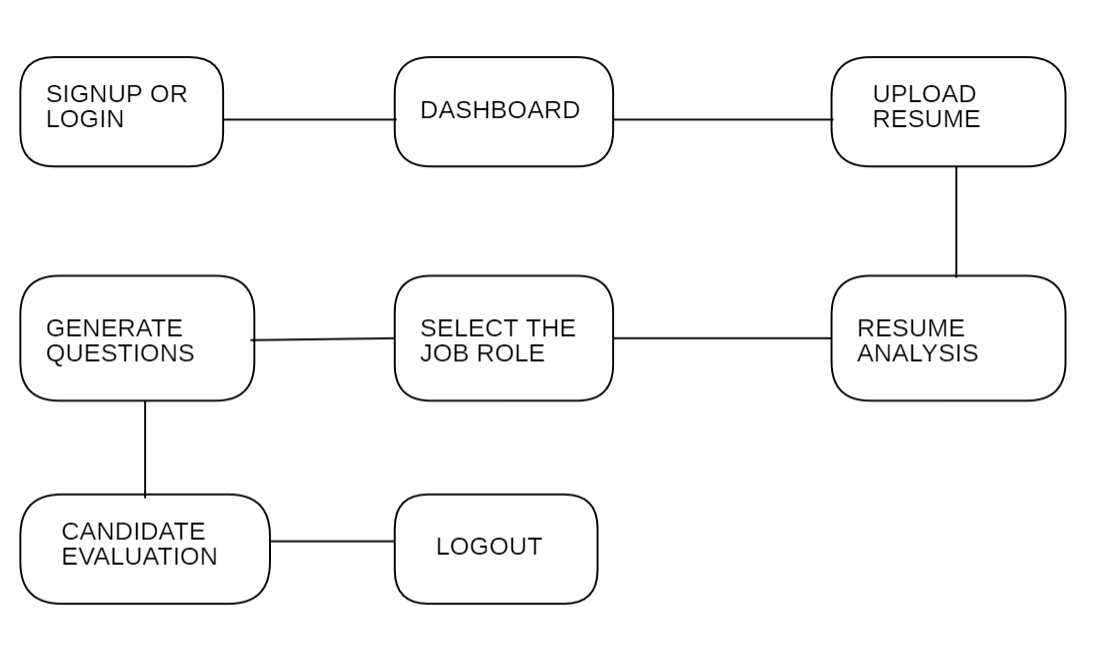 SIGNUP OR
LOGIN
DASHBOARD
UPLOAD
RESUME
GENERATE
QUESTIONS
SELECT THE
JOB ROLE
RESUME
ANALYSIS
CANDIDATE
EVALUATION
LOGOUT